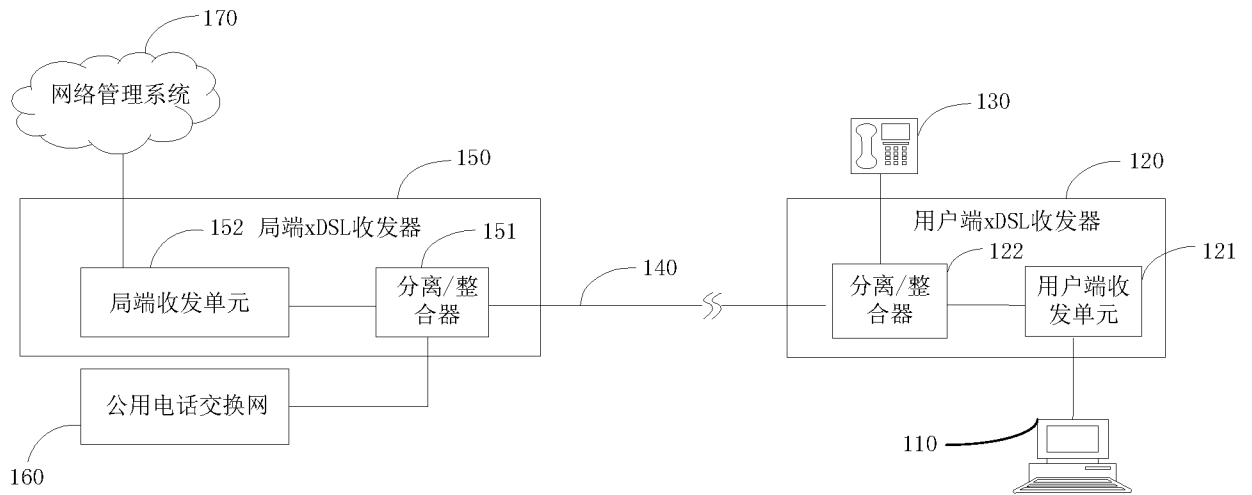 170
网络管理系统
130
150
120
152
局端xDSL收发器
151
用户端xDSL收发器
122
121
140
局端收发单元
分离/整
合器
分离/整
合器
用户端收
发单元
公用电话交换网
110
160